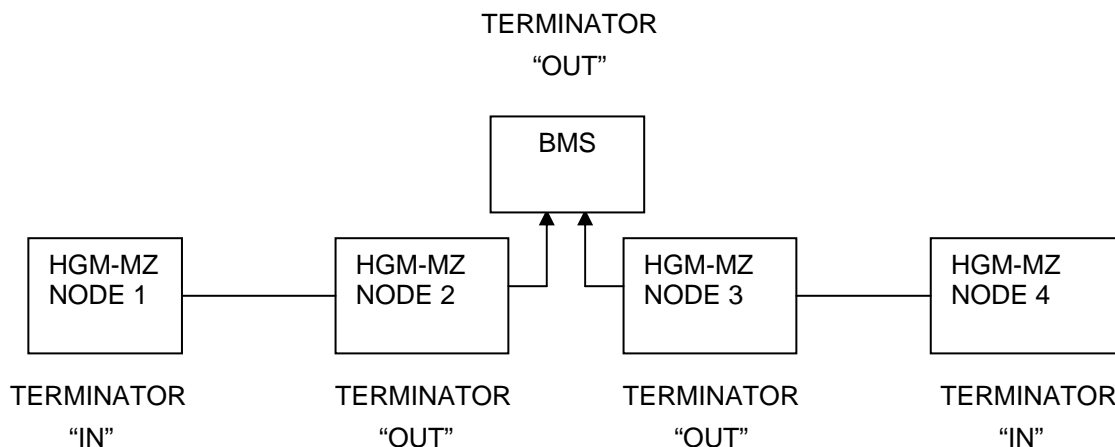 TERMINATOR
“OUT”
BMS
HGM-MZ
NODE 1
HGM-MZ
NODE 2
HGM-MZ
NODE 3
HGM-MZ
NODE 4
TERMINATOR
“IN”
TERMINATOR
“OUT”
TERMINATOR
“OUT”
TERMINATOR
“IN”